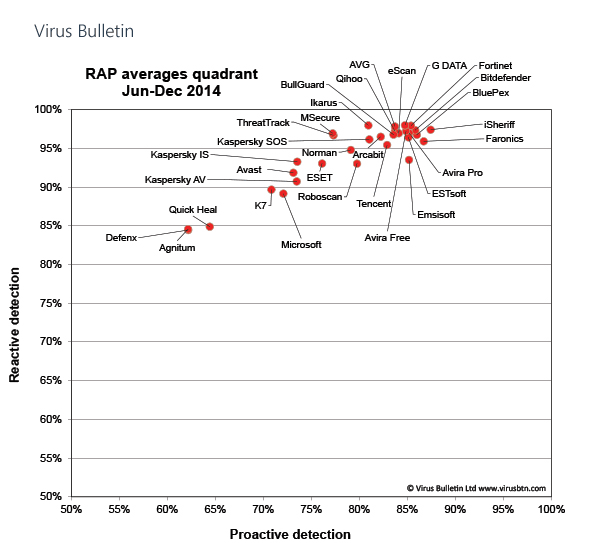 Virus Bulletin
RAP averages quadrant
Jun-Dec 2014
AVG
eScan
G DATA
Fortinet
Qihoo
Bitdefender
BullGuard
BluePex
Ikarus
MSecure
ThreatTrack
iSheriff
Kaspersky SOS
Faronics
Norman
Arcabit
Kaspersky IS
Avast
ESET
Avira Pro
Kaspersky AV
Roboscan
ESTsoft
K7
Tencent
Quick Heal
Emsisoft
Defenx
Agnitum
Microsoft
Avira Free
100%
95%
90%
85%
80%
75%
70%
65%
60%
55%
50%
Reactive detection
© Virus Bulletin Ltd www.virusbtn.com
50% 55% 60% 65% 70% 75% 80% 85% 90% 95% 100%
Proactive detection